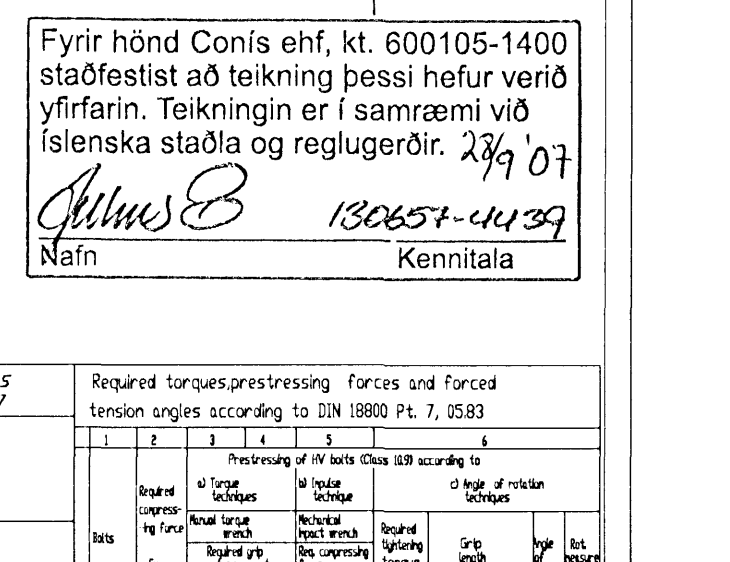 Fyrir hönd Conís ehf, kt. 600105-1400
staðfestist að teikning þessi hefur verið
yfirfarin. Teikningin er í samræmi við
íslenska staðla og reglugerðir. 28/9 '07
130657-4439
Nafn Kennitala
5
7
Required torques,prestressing forces and forced
tension angles according to DIN 18800 Pt. 7, 05.83
1 2 3 4 5 6
Prestressing of HV bolts (Class 10.9) according to
a) Torque techniques
b) Impulse technique
c) Angle of rotation techniques
Bolts
Required compress-ing force
Manual torque wrench
Mechanical impact wrench
Required grip
Req. compressing
Required tightening
Grip length
Angle of
Rot. measure